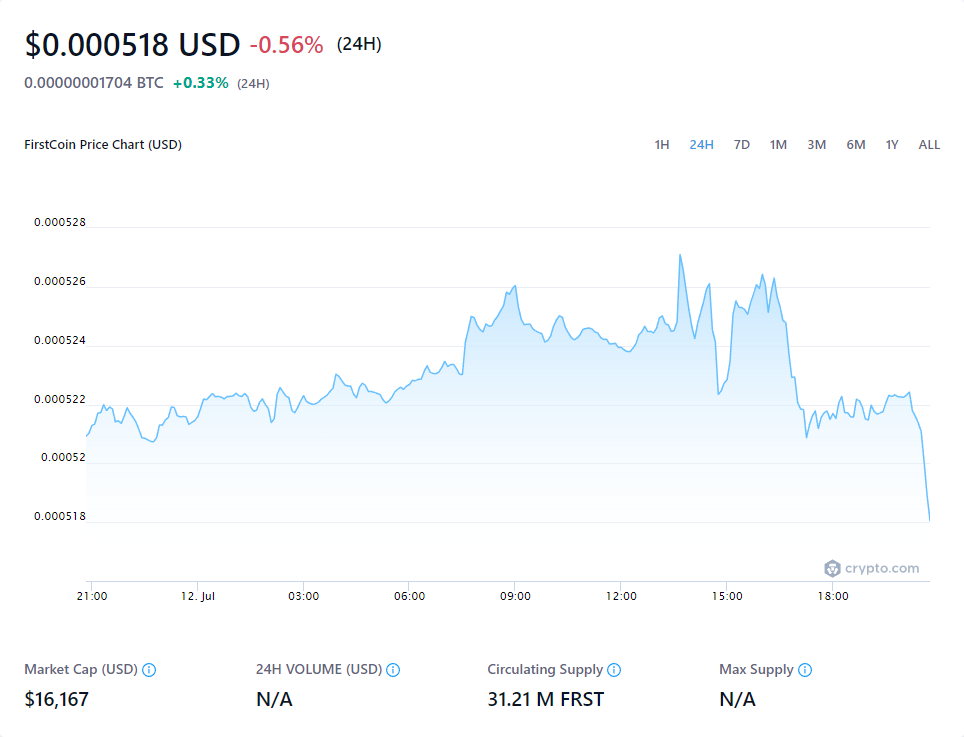 $0.000518 USD -0.56% (24H)
0.00000001704 BTC +0.33% (24H)
FirstCoin Price Chart (USD) 1H 24H 7D 1M 3M 6M 1Y ALL
0.000528
0.000526
0.000524
0.000522
0.00052
0.000518
crypto.com
21:00 12. Jul 03:00 06:00 09:00 12:00 15:00 18:00
Market Cap (USD) 24H VOLUME (USD) Circulating Supply Max Supply
$16,167 N/A 31.21 M FRST N/A